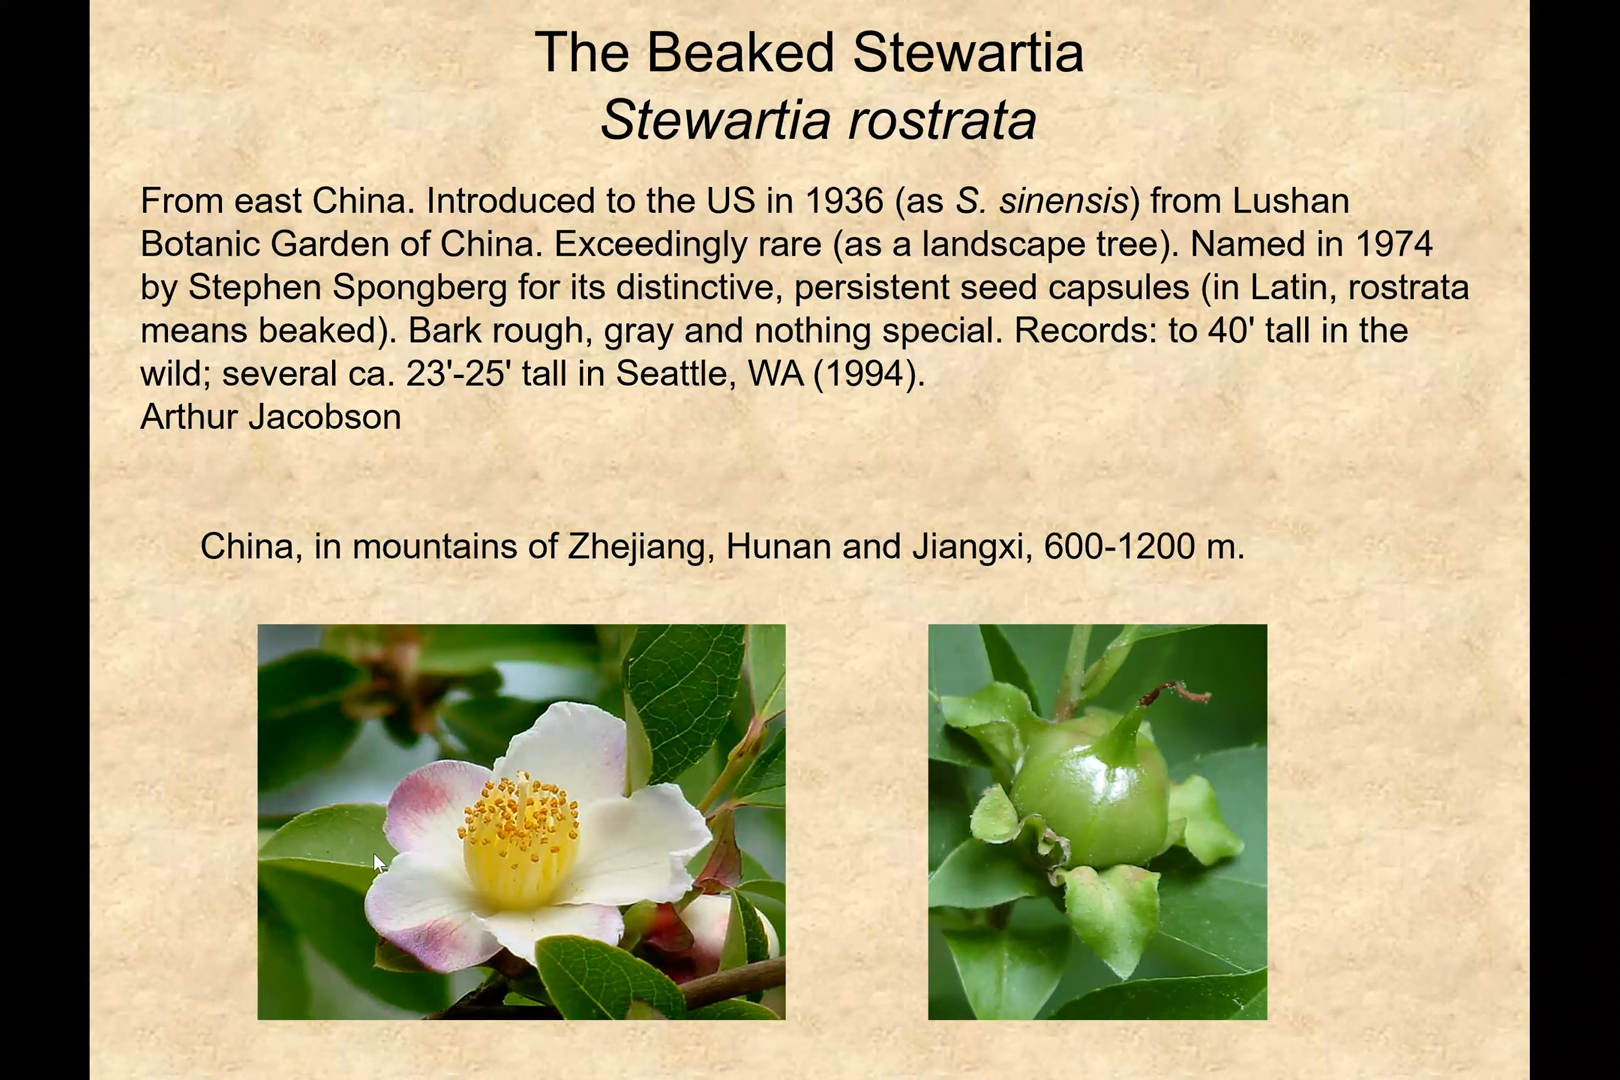 The Beaked Stewartia
Stewartia rostrata
From east China. Introduced to the US in 1936 (as S. sinensis) from Lushan
Botanic Garden of China. Exceedingly rare (as a landscape tree). Named in 1974
by Stephen Spongberg for its distinctive, persistent seed capsules (in Latin, rostrata
means beaked). Bark rough, gray and nothing special. Records: to 40' tall in the
wild; several ca. 23'-25' tall in Seattle, WA (1994).
Arthur Jacobson
China, in mountains of Zhejiang, Hunan and Jiangxi, 600-1200 m.